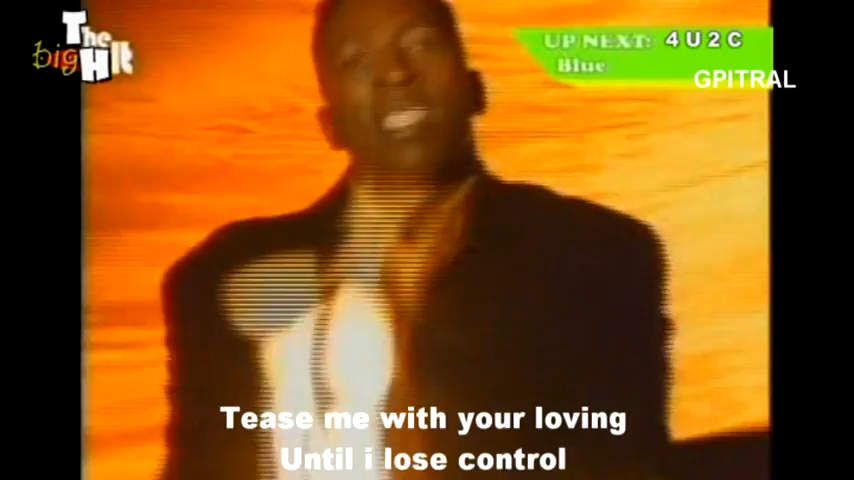 The
big Hit
UP NEXT: 4 U 2 C
Blue
GPITRAL
Tease me with your loving
Until i lose control